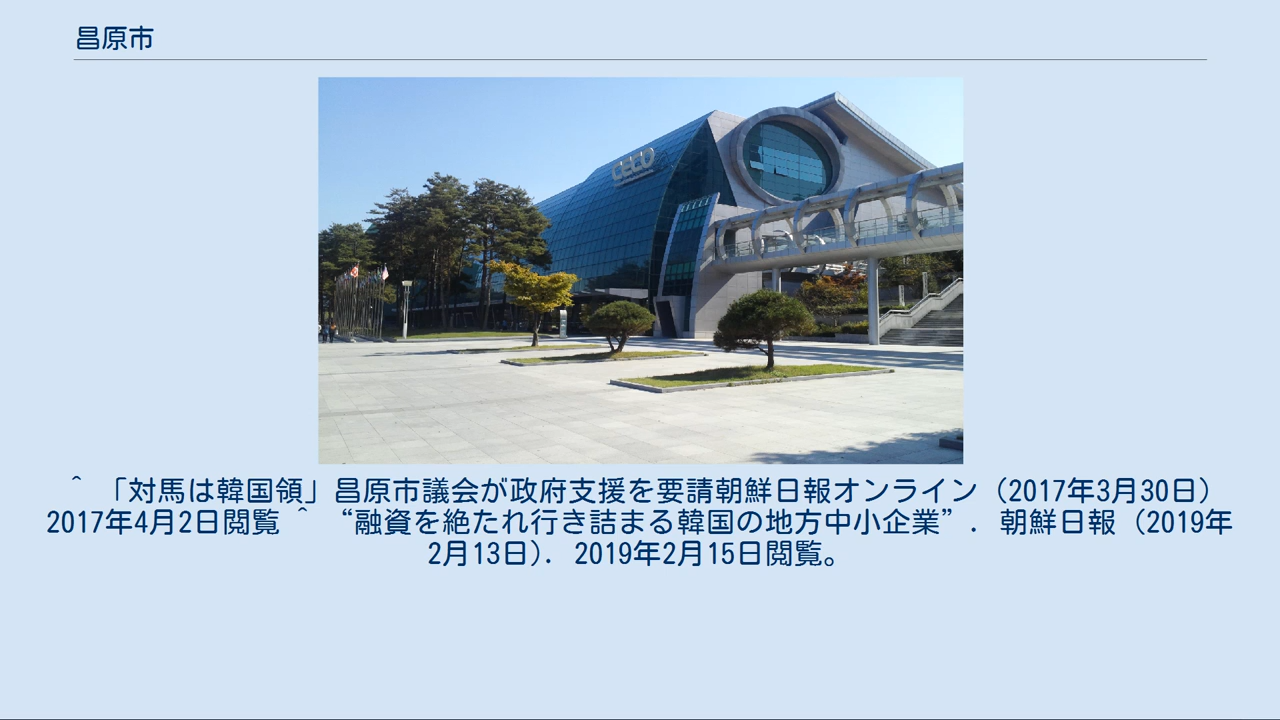 昌原市
CECO
^ 「対馬は韓国領」昌原市議会が政府支援を要請朝鮮日報オンライン（2017年3月30日）
2017年4月2日閲覧 ^ “融資を絶たれ行き詰まる韓国の地方中小企業”. 朝鮮日報（2019年
2月13日）. 2019年2月15日閲覧。